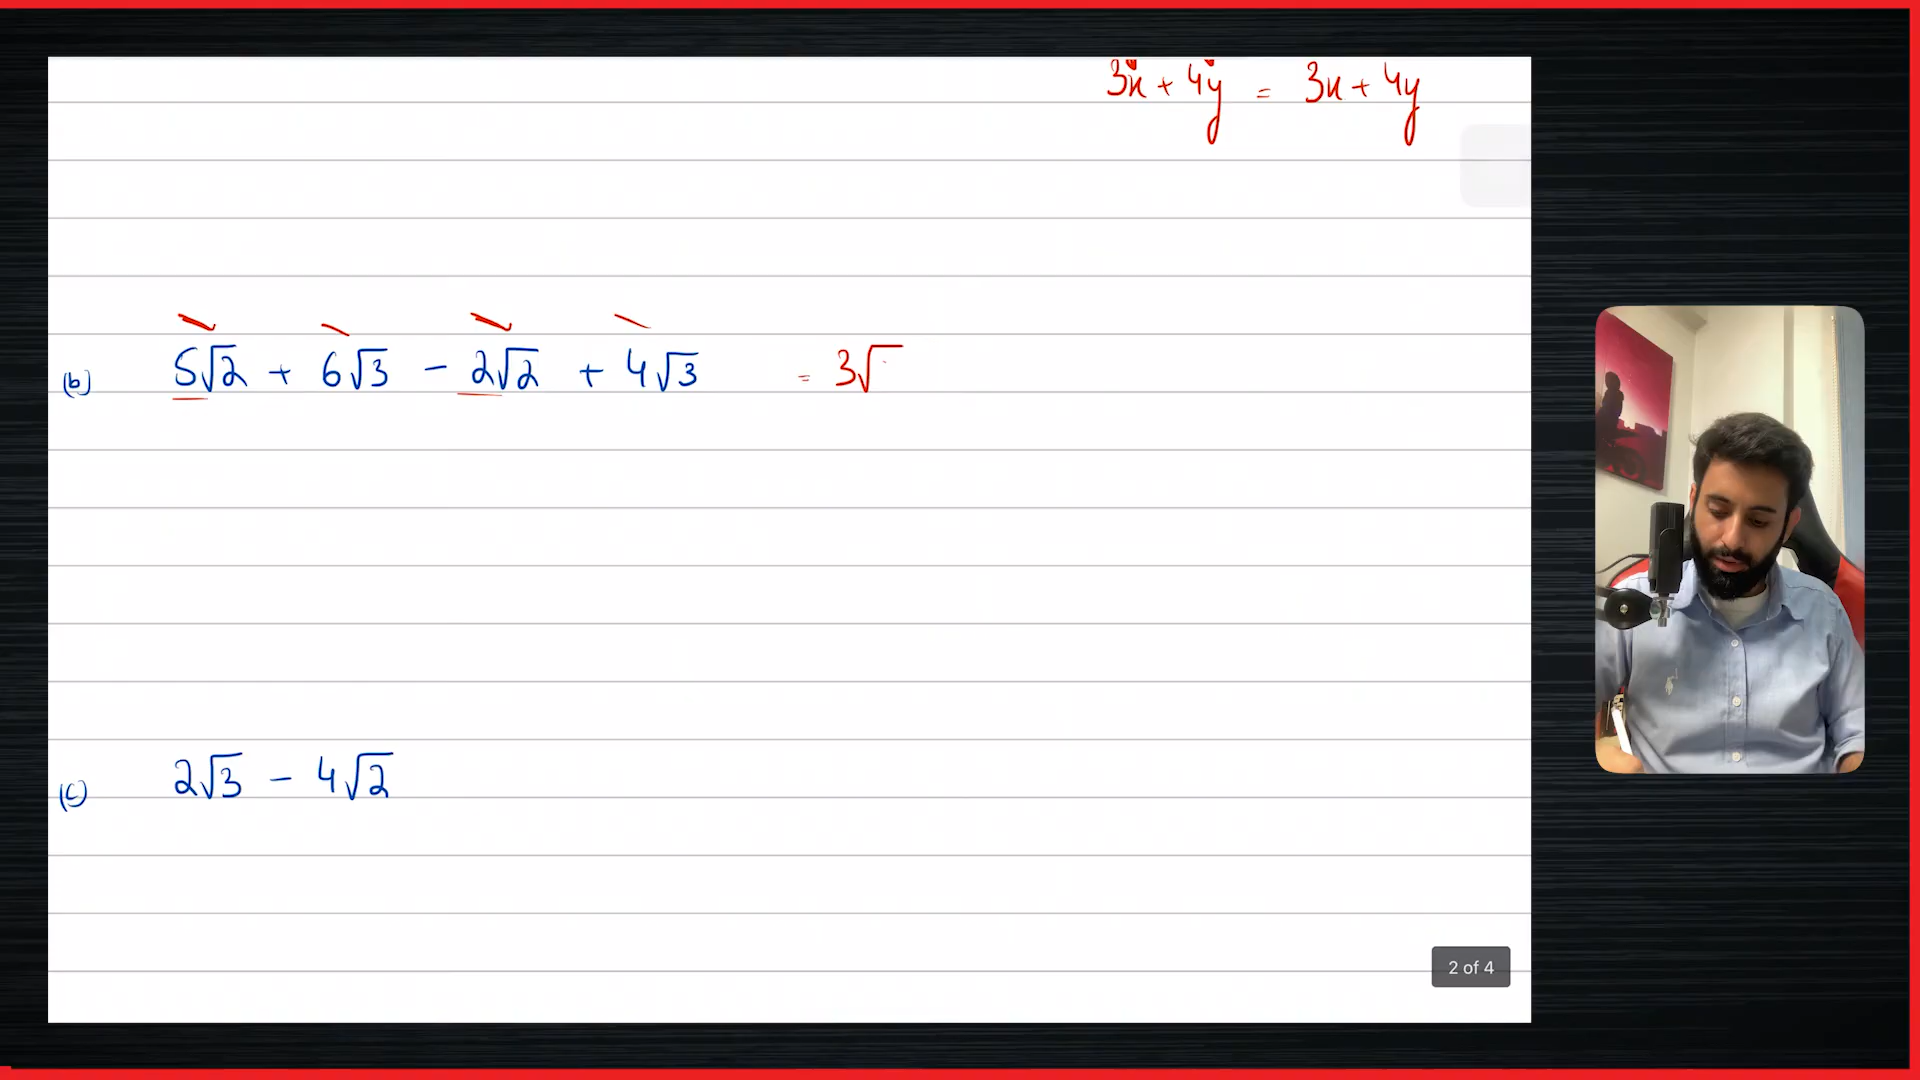 3x + 4y = 3x + 4y
(b) 5√2 + 6√3 - 2√2 + 4√3 = 3√
(c) 2√3 - 4√2
2 of 4